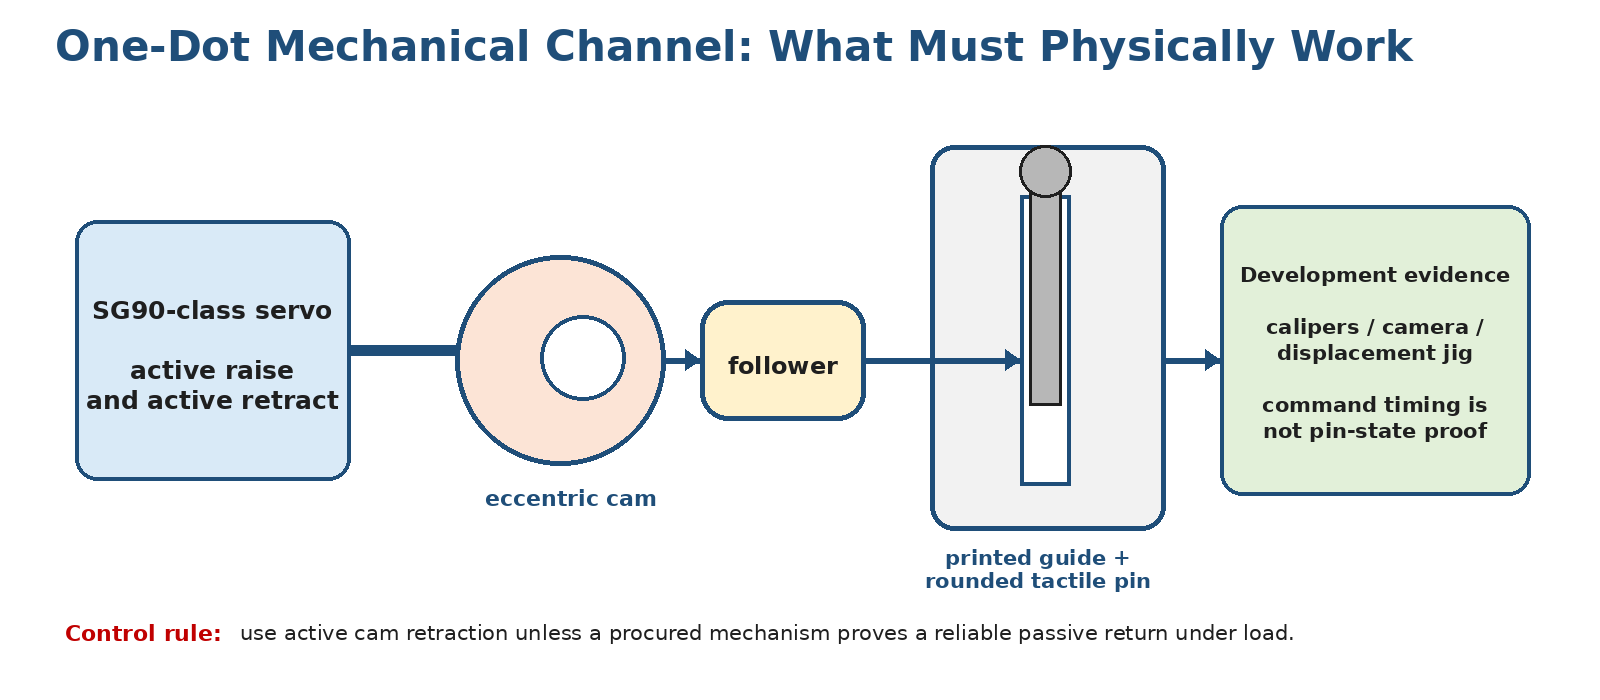 One-Dot Mechanical Channel: What Must Physically Work
SG90-class servo
active raise
and active retract
eccentric cam
follower
printed guide +
rounded tactile pin
Development evidence
calipers / camera /
displacement jig
command timing is
not pin-state proof
Control rule: use active cam retraction unless a procured mechanism proves a reliable passive return under load.